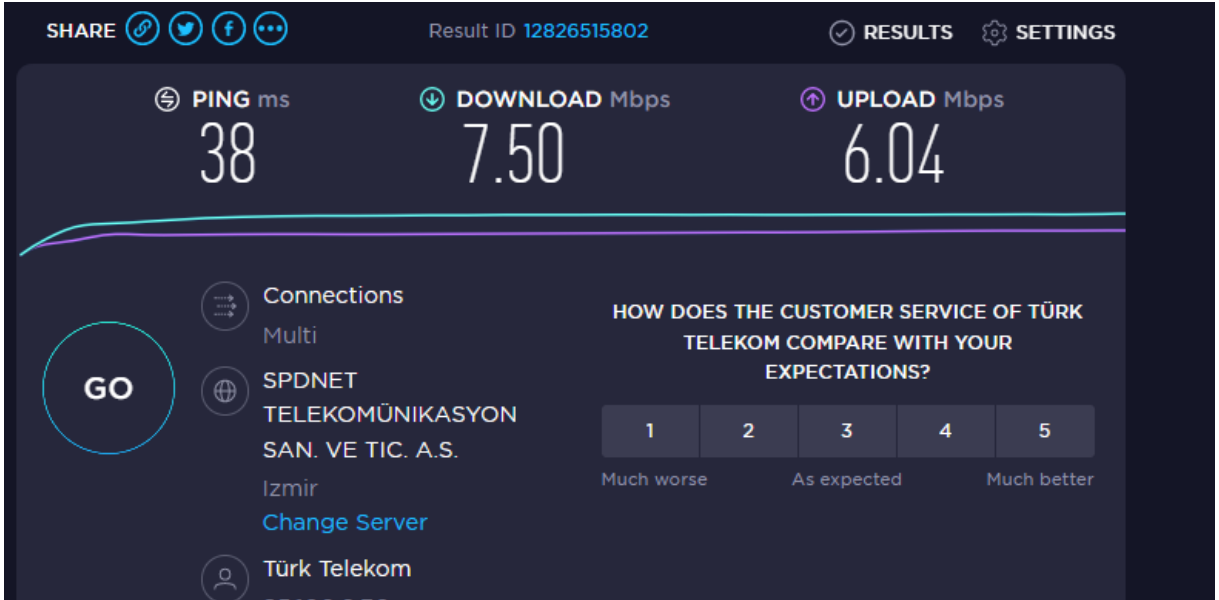 SHARE
Result ID 12826515802
RESULTS
SETTINGS
PING ms
38
DOWNLOAD Mbps
7.50
UPLOAD Mbps
6.04
GO
Connections
Multi
SPDNET
TELEKOMÜNIKASYON
SAN. VE TIC. A.S.
Izmir
Change Server
Türk Telekom
HOW DOES THE CUSTOMER SERVICE OF TÜRK
TELEKOM COMPARE WITH YOUR
EXPECTATIONS?
1 2 3 4 5
Much worse As expected Much better